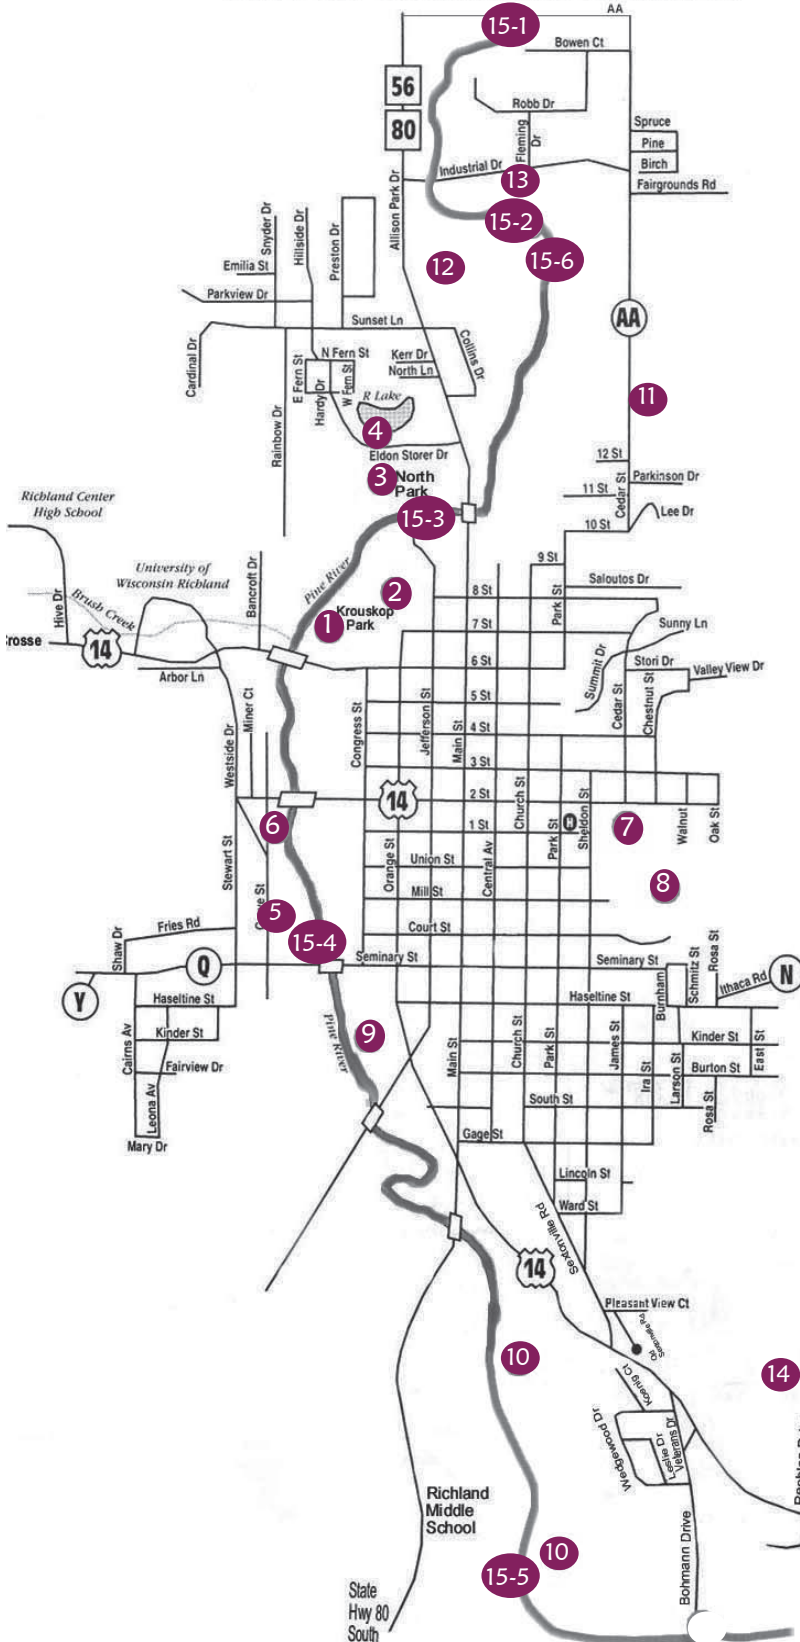 AA
15-1
Bowen Ct
56
80
Robb Dr
Fleming
Dr
Spruce
Pine
Birch
Industrial Dr
13
Fairgrounds Rd
Allison Park Dr
Snyder Dr
Hillside Dr
Preston Dr
15-2
12
15-6
Emilia St
Parkview Dr
Sunset Ln
AA
Cardinal Dr
N Fern St
E Fern St
W Fern St
Hardy Dr
Kerr Dr
North Ln
Collins Dr
R Lake
11
Rainbow Dr
4
Eldon Storer Dr
12 St
3
North
Park
Parkinson Dr
11 St
Cedar St
Richland Center
High School
15-3
Lee Dr
10 St
University of
Wisconsin Richland
Bancroft Dr
Pine River
9 St
Saloutos Dr
Hive Dr
Brush Creek
2
8 St
Park St
1
Krouskop
Park
7 St
Sunny Ln
14
6 St
Summit Dr
Stori Dr
Valley View Dr
Arbor Ln
Miner Ct
Westside Dr
Congress St
Jefferson St
Main St
5 St
4 St
3 St
Cedar St
Chestnut St
14
2 St
Church St
Sheldon St
6
1 St
Park St
H
7
Walnut
Oak St
Stewart St
Orange St
Union St
Central Av
Mill St
8
5
Court St
Fries Rd
Shaw Dr
15-4
Seminary St
Seminary St
Q
Y
N
Rosa St
Schmitz St
Burnham
Ithaca Rd
Haseltine St
Haseltine St
Kinder St
Cairns Av
Fairview Dr
Leona Av
Mary Dr
Pine River
9
Main St
Church St
Park St
James St
Ira St
Larson St
Kinder St
East St
Burton St
Rosa St
South St
Gage St
Lincoln St
Ward St
Sextonville Rd
14
Pleasant View Ct
Old
Sextonville Rd
10
Koenig Ct
14
Wedgewood Dr
Leslie Dr
Veterans Dr
Richland
Middle
School
10
15-5
Bohmann Drive
State
Hwy 80
South